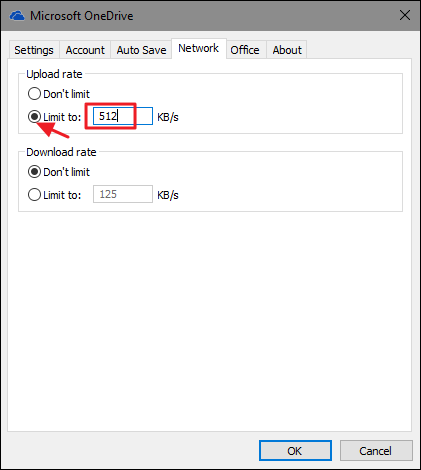 Microsoft OneDrive
Settings Account Auto Save Network Office About
Upload rate
Don't limit
Limit to: 512 KB/s
Download rate
Don't limit
Limit to: 125 KB/s
OK Cancel